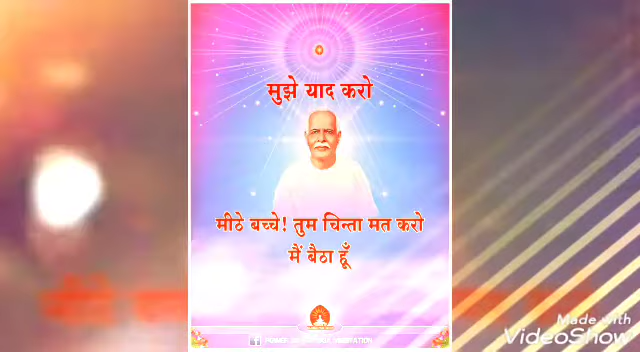 मुझे याद करो
मीठे बच्चे! तुम चिन्ता मत करो
मैं बैठा हूँ
Made with
VideoShow